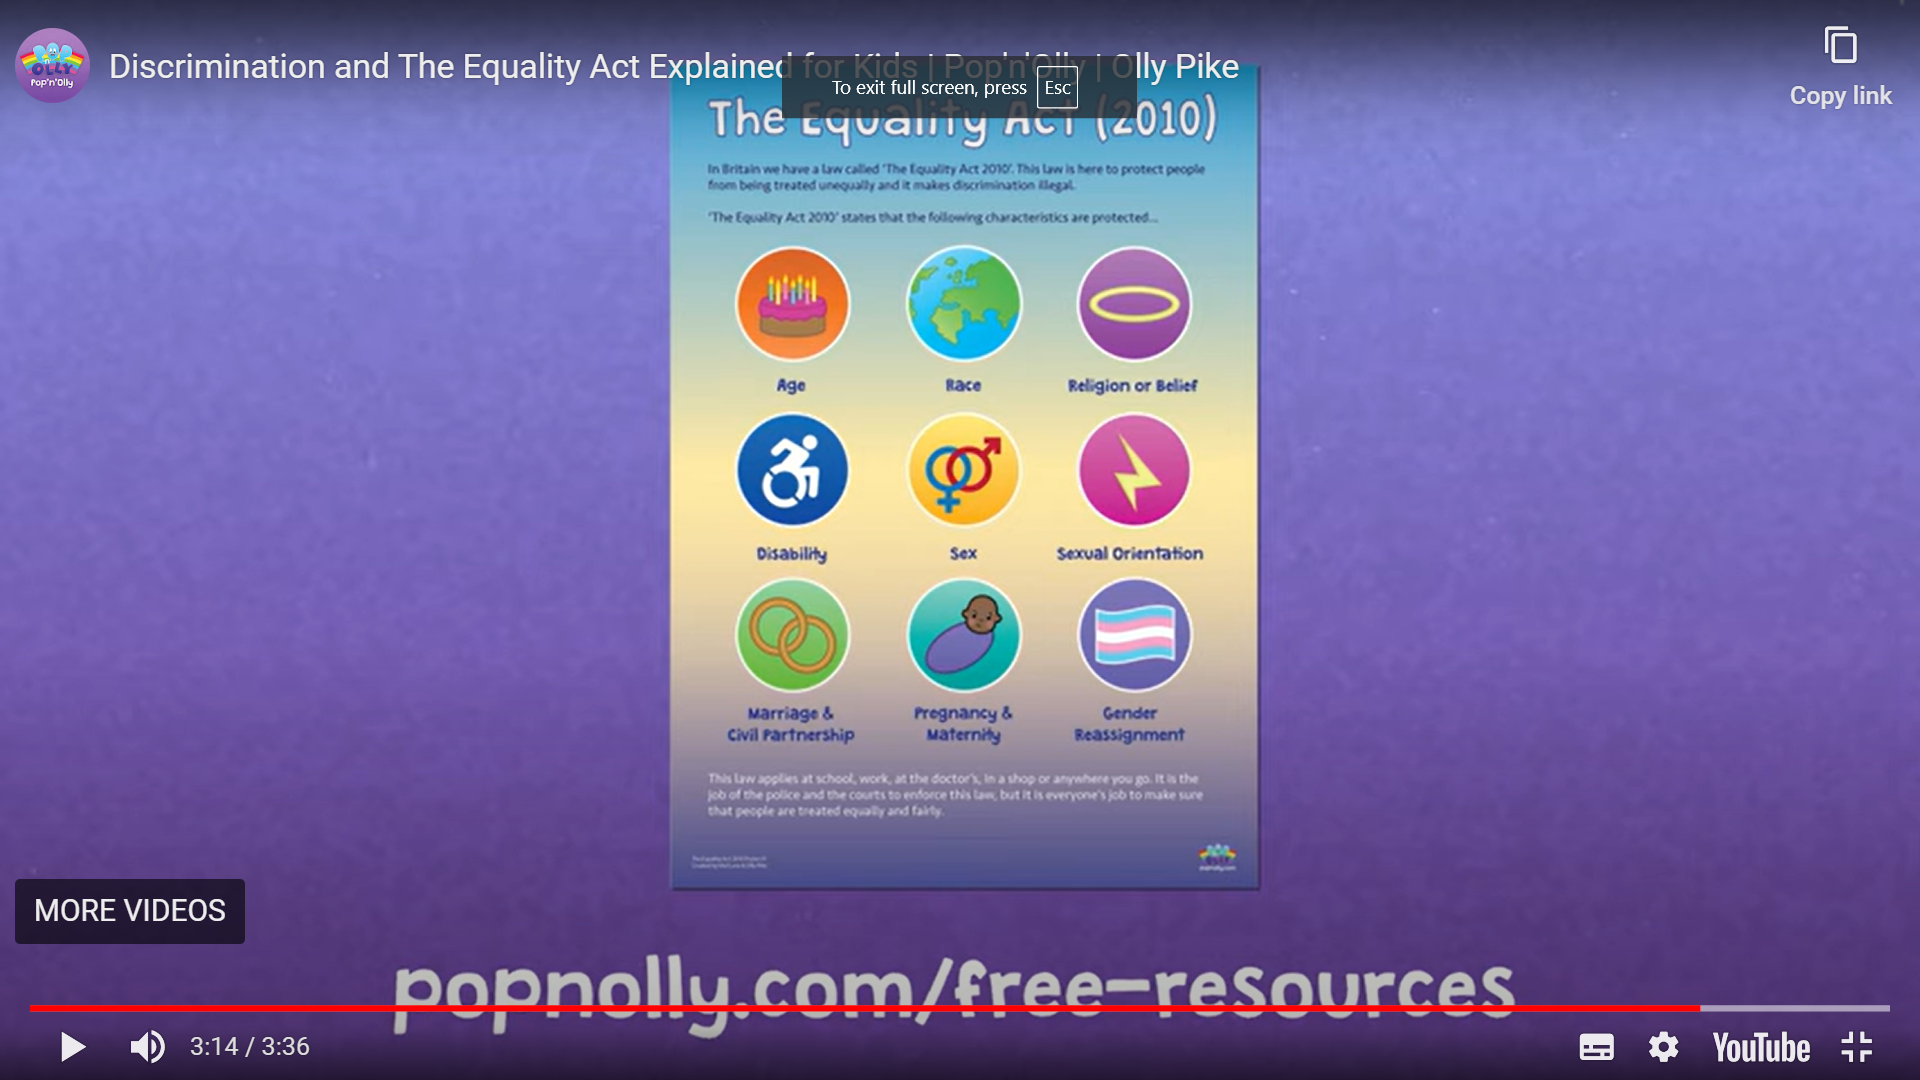 Discrimination and The Equality Act Explained for Kids | Pop'n'Olly | Olly Pike
OLLY
Pop'n'Olly
Copy link
To exit full screen, press Esc
The Equality Act (2010)
In Britain we have a law called 'The Equality Act 2010'. This law is here to protect people
from being treated unequally and it makes discrimination illegal.
'The Equality Act 2010' states that the following characteristics are protected...
Age
Race
Religion or Belief
Disability
Sex
Sexual Orientation
Marriage &
Civil Partnership
Pregnancy &
Maternity
Gender
Reassignment
This law applies at school, work, at the doctor's, in a shop or anywhere you go. It is the
job of the police and the courts to enforce this law, but it is everyone's job to make sure
that people are treated equally and fairly.
MORE VIDEOS
popnolly.com/free-resources
3:14 / 3:36
YouTube